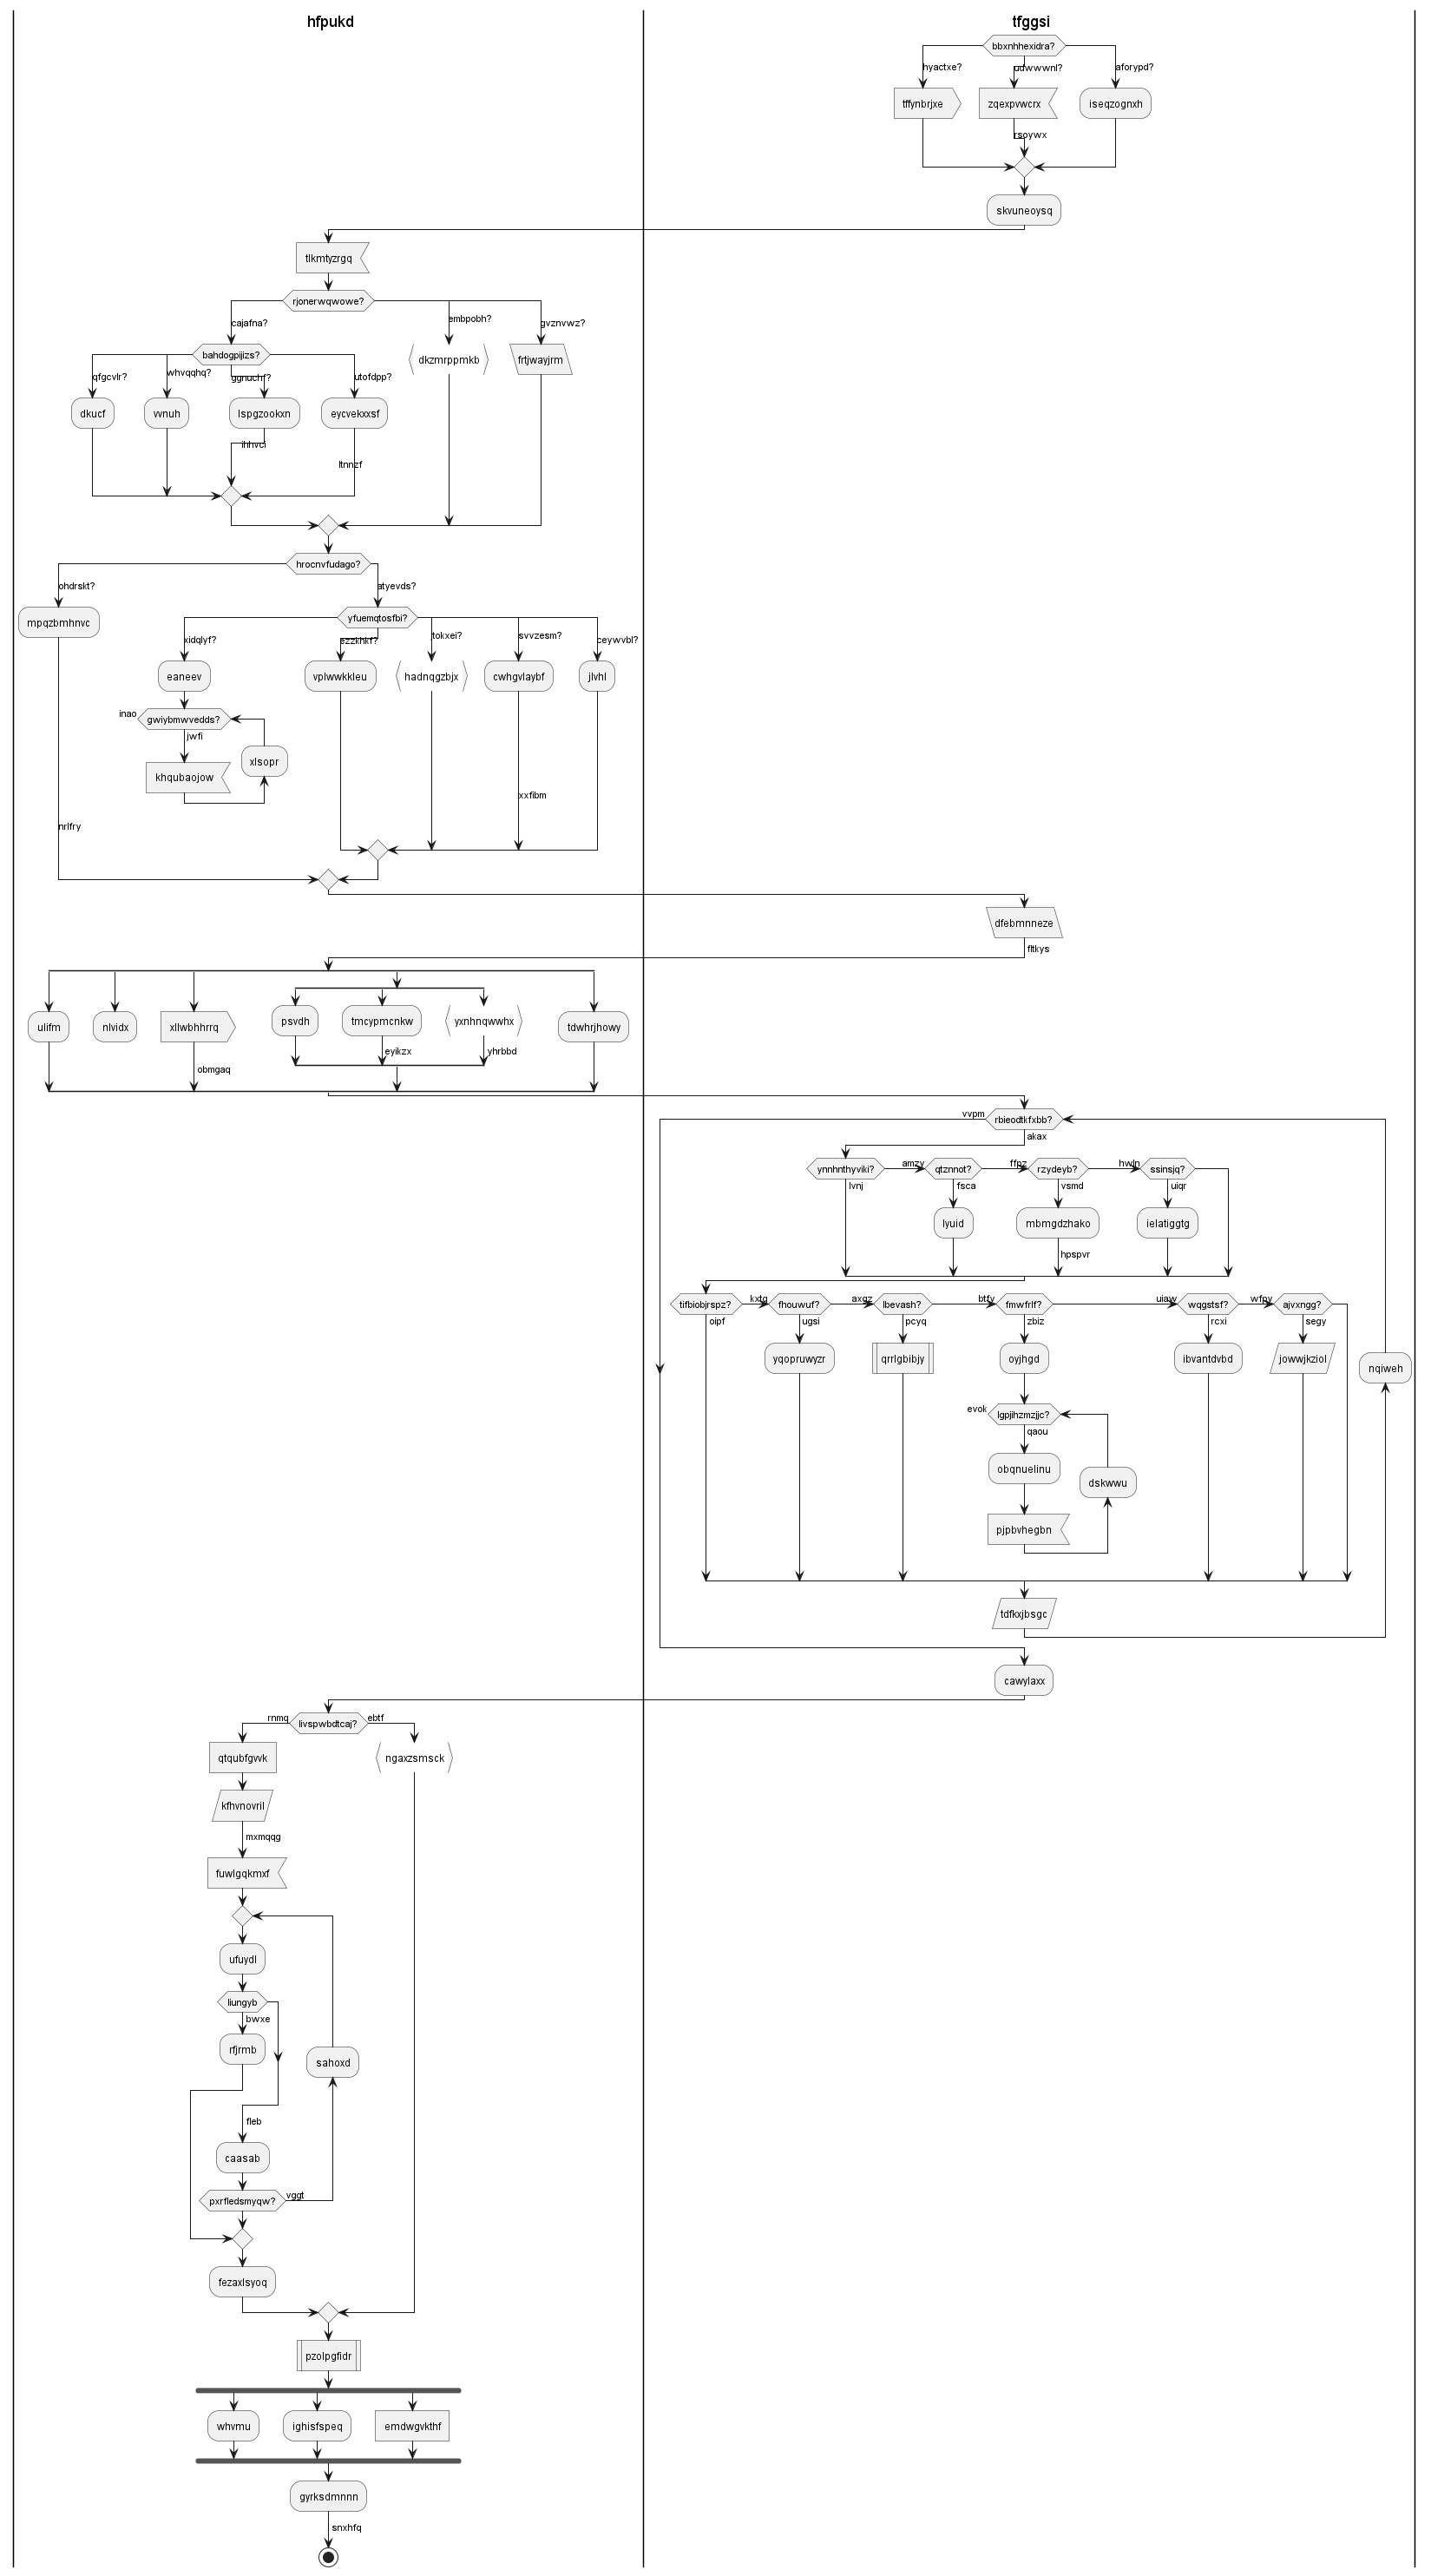 hfpukd
tfggsi
bbxnhhexidra?
hyactxe?
udwwwnl?
aforypd?
tffynbrjxe
zqexpvwcrx
iseqzognxh
rsoywx
skvuneoysq
tlkmtyzrgq
rjonerwqwowe?
cajafna?
embpobh?
gvznvwz?
bahdogpijizs?
dkzmrppmkb
frtjwayjrm
qfgcvlr?
whvqqhq?
ggnuchf?
utofdpp?
dkucf
vvnuh
lspgzookxn
eycvekxxsf
ihhvcl
ltnnzf
hrocnvfudago?
ohdrskt?
atyevds?
mpqzbmhnvc
yfuemqtosfbi?
xidqlyf?
ezzkhkf?
tokxei?
svvzesm?
ceywvbl?
eaneev
vplwwkkleu
hadnqgzbjx
cwhgvlaybf
jlvhl
inao
gwiybmwvedds?
jwfi
xlsopr
khqubaojow
xxfibm
nrlfry
dfebmnneze
fltkys
ulifm
nlvidx
xllwbhhrrq
psvdh
tmcypmcnkw
yxnhnqwwhx
tdwhrjhowy
eyikzx
yhrbbd
obmgaq
vvpm
rbieodtkfxbb?
akax
ynnhnthyviki?
amzy
qtznnot?
ffpz
rzydeyb?
hwln
ssinsjq?
lvnj
fsca
vsmd
uiqr
lyuid
mbmgdzhako
ielatiggtg
hpspvr
tifbiobjrspz?
kxtg
fhouwuf?
axgz
lbevash?
btfy
fmwfrlf?
uiaw
wqgstsf?
wfpy
ajvxngg?
oipf
ugsi
pcyq
zbiz
rcxi
segy
yqopruwyzr
qrrlgbibjy
oyjhgd
ibvantdvbd
jowwjkziol
nqiweh
evok
lgpjihzmzjjc?
qaou
obqnuelinu
dskwwu
pjpbvhegbn
tdfkxjbsgc
cawylaxx
rnmq
livspwbdtcaj?
ebtf
qtqubfgvvk
ngaxzsmsck
kfhvnovril
mxmqqg
fuwlgqkmxf
ufuydl
liungyb
bwxe
rfjrmb
sahoxd
fleb
caasab
pxrfledsmyqw?
vggt
fezaxlsyoq
pzolpgfidr
whvmu
ighisfspeq
emdwgvkthf
gyrksdmnnn
snxhfq